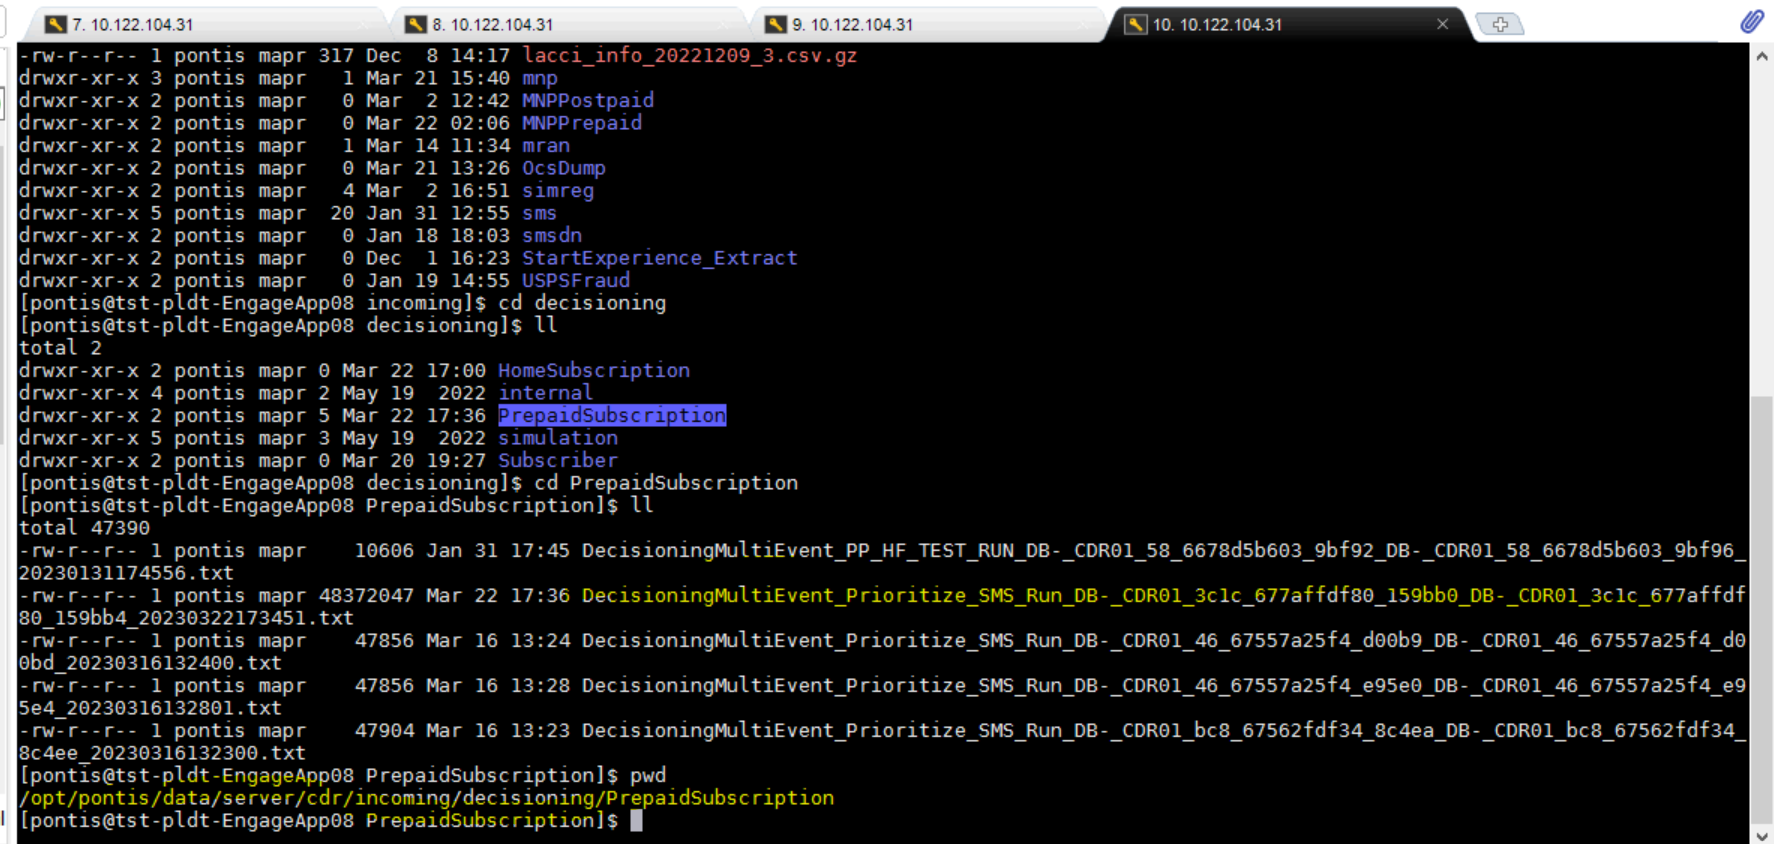 7. 10.122.104.31
8. 10.122.104.31
9. 10.122.104.31
10. 10.122.104.31
-rw-r--r-- 1 pontis mapr 317 Dec  8 14:17 lacci_info_20221209_3.csv.gz
drwxr-xr-x 3 pontis mapr   1 Mar 21 15:40 mnp
drwxr-xr-x 2 pontis mapr   0 Mar  2 12:42 MNPPostpaid
drwxr-xr-x 2 pontis mapr   0 Mar 22 02:06 MNPPrepaid
drwxr-xr-x 2 pontis mapr   1 Mar 14 11:34 mran
drwxr-xr-x 2 pontis mapr   0 Mar 21 13:26 OcsDump
drwxr-xr-x 2 pontis mapr   4 Mar  2 16:51 simreg
drwxr-xr-x 5 pontis mapr  20 Jan 31 12:55 sms
drwxr-xr-x 2 pontis mapr   0 Jan 18 18:03 smsdn
drwxr-xr-x 2 pontis mapr   0 Dec  1 16:23 StartExperience_Extract
drwxr-xr-x 2 pontis mapr   0 Jan 19 14:55 USPSFraud
[pontis@tst-pldt-EngageApp08 incoming]$ cd decisioning
[pontis@tst-pldt-EngageApp08 decisioning]$ ll
total 2
drwxr-xr-x 2 pontis mapr 0 Mar 22 17:00 HomeSubscription
drwxr-xr-x 4 pontis mapr 2 May 19  2022 internal
drwxr-xr-x 2 pontis mapr 5 Mar 22 17:36 PrepaidSubscription
drwxr-xr-x 5 pontis mapr 3 May 19  2022 simulation
drwxr-xr-x 2 pontis mapr 0 Mar 20 19:27 Subscriber
[pontis@tst-pldt-EngageApp08 decisioning]$ cd PrepaidSubscription
[pontis@tst-pldt-EngageApp08 PrepaidSubscription]$ ll
total 47390
-rw-r--r-- 1 pontis mapr    10606 Jan 31 17:45 DecisioningMultiEvent_PP_HF_TEST_RUN_DB-_CDR01_58_6678d5b603_9bf92_DB-_CDR01_58_6678d5b603_9bf96_
20230131174556.txt
-rw-r--r-- 1 pontis mapr 48372047 Mar 22 17:36 DecisioningMultiEvent_Prioritize_SMS_Run_DB-_CDR01_3c1c_677affdf80_159bb0_DB-_CDR01_3c1c_677affdf
80_159bb4_20230322173451.txt
-rw-r--r-- 1 pontis mapr    47856 Mar 16 13:24 DecisioningMultiEvent_Prioritize_SMS_Run_DB-_CDR01_46_67557a25f4_d00b9_DB-_CDR01_46_67557a25f4_d0
0bd_20230316132400.txt
-rw-r--r-- 1 pontis mapr    47856 Mar 16 13:28 DecisioningMultiEvent_Prioritize_SMS_Run_DB-_CDR01_46_67557a25f4_e95e0_DB-_CDR01_46_67557a25f4_e9
5e4_20230316132801.txt
-rw-r--r-- 1 pontis mapr    47904 Mar 16 13:23 DecisioningMultiEvent_Prioritize_SMS_Run_DB-_CDR01_bc8_67562fdf34_8c4ea_DB-_CDR01_bc8_67562fdf34_
8c4ee_20230316132300.txt
[pontis@tst-pldt-EngageApp08 PrepaidSubscription]$ pwd
/opt/pontis/data/server/cdr/incoming/decisioning/PrepaidSubscription
[pontis@tst-pldt-EngageApp08 PrepaidSubscription]$